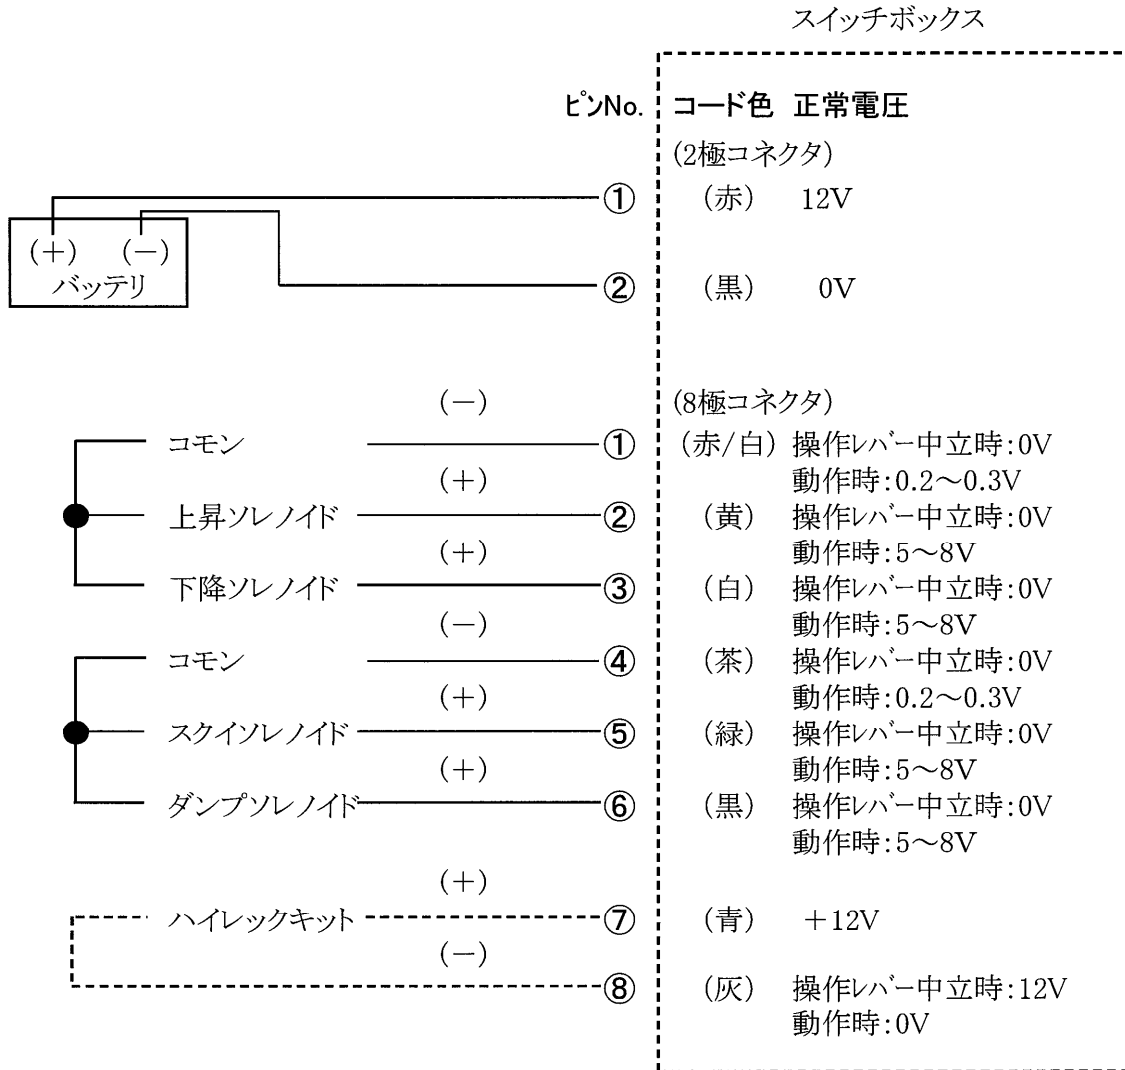 スイッチボックス
ピンNo. コード色 正常電圧
(2極コネクタ)
① (赤) 12V
(+) (−)
バッテリ
② (黒) 0V
(−) (8極コネクタ)
コモン ① (赤/白) 操作レバー中立時:0V
(+) 動作時:0.2～0.3V
上昇ソレノイド ② (黄) 操作レバー中立時:0V
(+) 動作時:5～8V
下降ソレノイド ③ (白) 操作レバー中立時:0V
(−) 動作時:5～8V
コモン ④ (茶) 操作レバー中立時:0V
(+) 動作時:0.2～0.3V
スクイソレノイド ⑤ (緑) 操作レバー中立時:0V
(+) 動作時:5～8V
ダンプソレノイド ⑥ (黒) 操作レバー中立時:0V
動作時:5～8V
(+)
ハイレックキット ⑦ (青) +12V
(−)
⑧ (灰) 操作レバー中立時:12V
動作時:0V